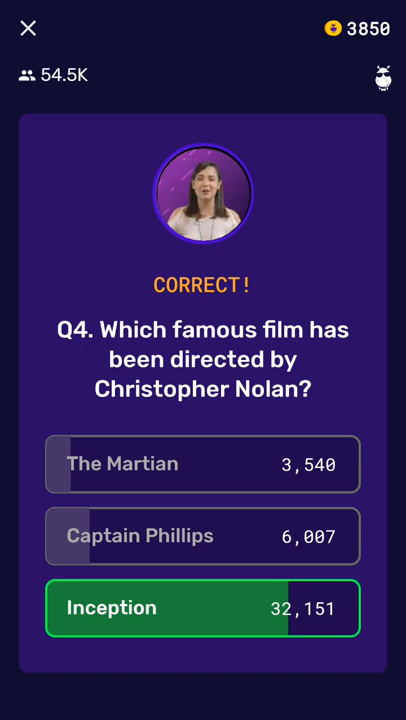 3850
54.5K
CORRECT!
Q4. Which famous film has
been directed by
Christopher Nolan?
The Martian 3,540
Captain Phillips 6,007
Inception 32,151